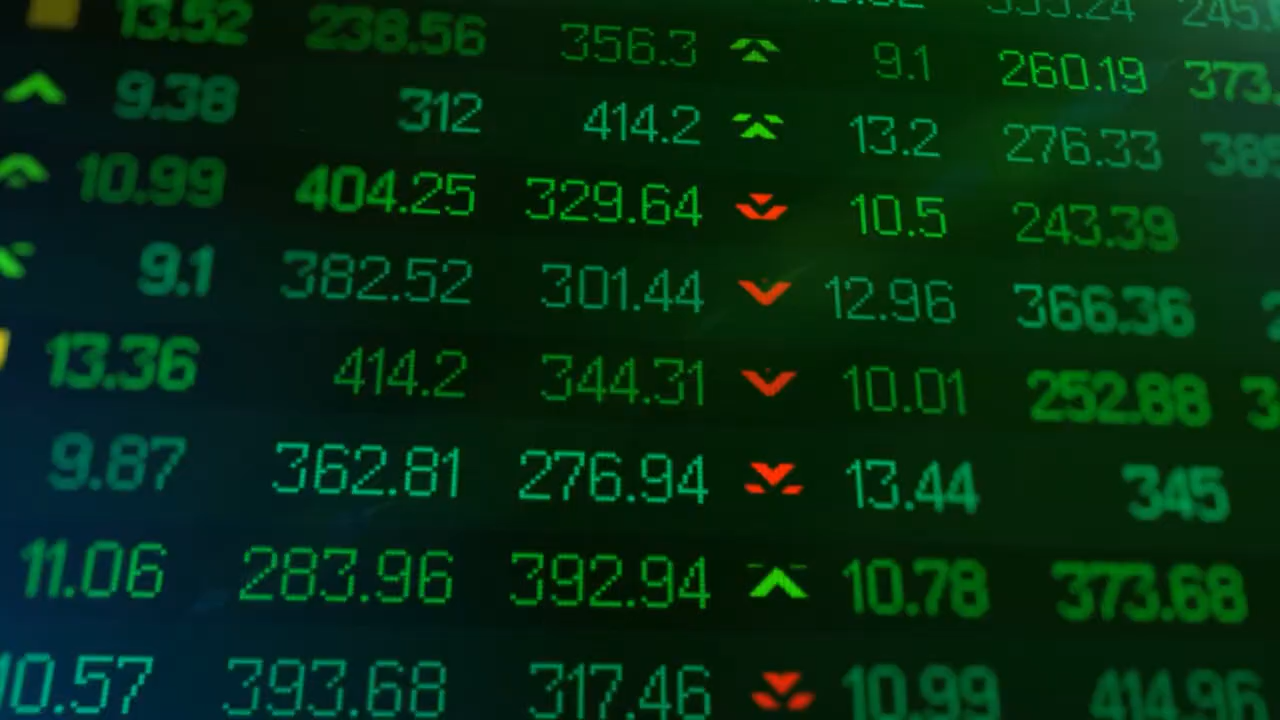 13.52 238.56 356.3 9.1 260.19 373.
9.38 312 414.2 13.2 276.33
10.99 404.25 329.64 10.5 243.39
9.1 382.52 301.44 12.96 366.36
13.36 414.2 344.31 10.01 252.88
9.87 362.81 276.94 13.44 345
11.06 283.96 392.94 10.78 373.68
10.57 393.68 317.46 10.99 414.96